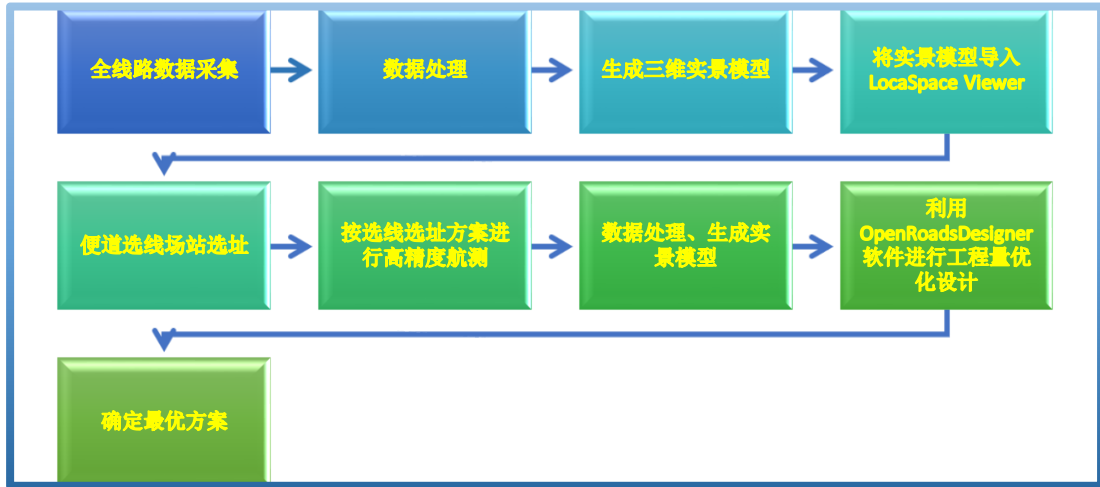 全线路数据采集
数据处理
生成三维实景模型
将实景模型导入
LocaSpace Viewer
便道选线场站选址
按选线选址方案进
行高精度航测
数据处理、生成实
景模型
利用
OpenRoadsDesigner
软件进行工程量优
化设计
确定最优方案